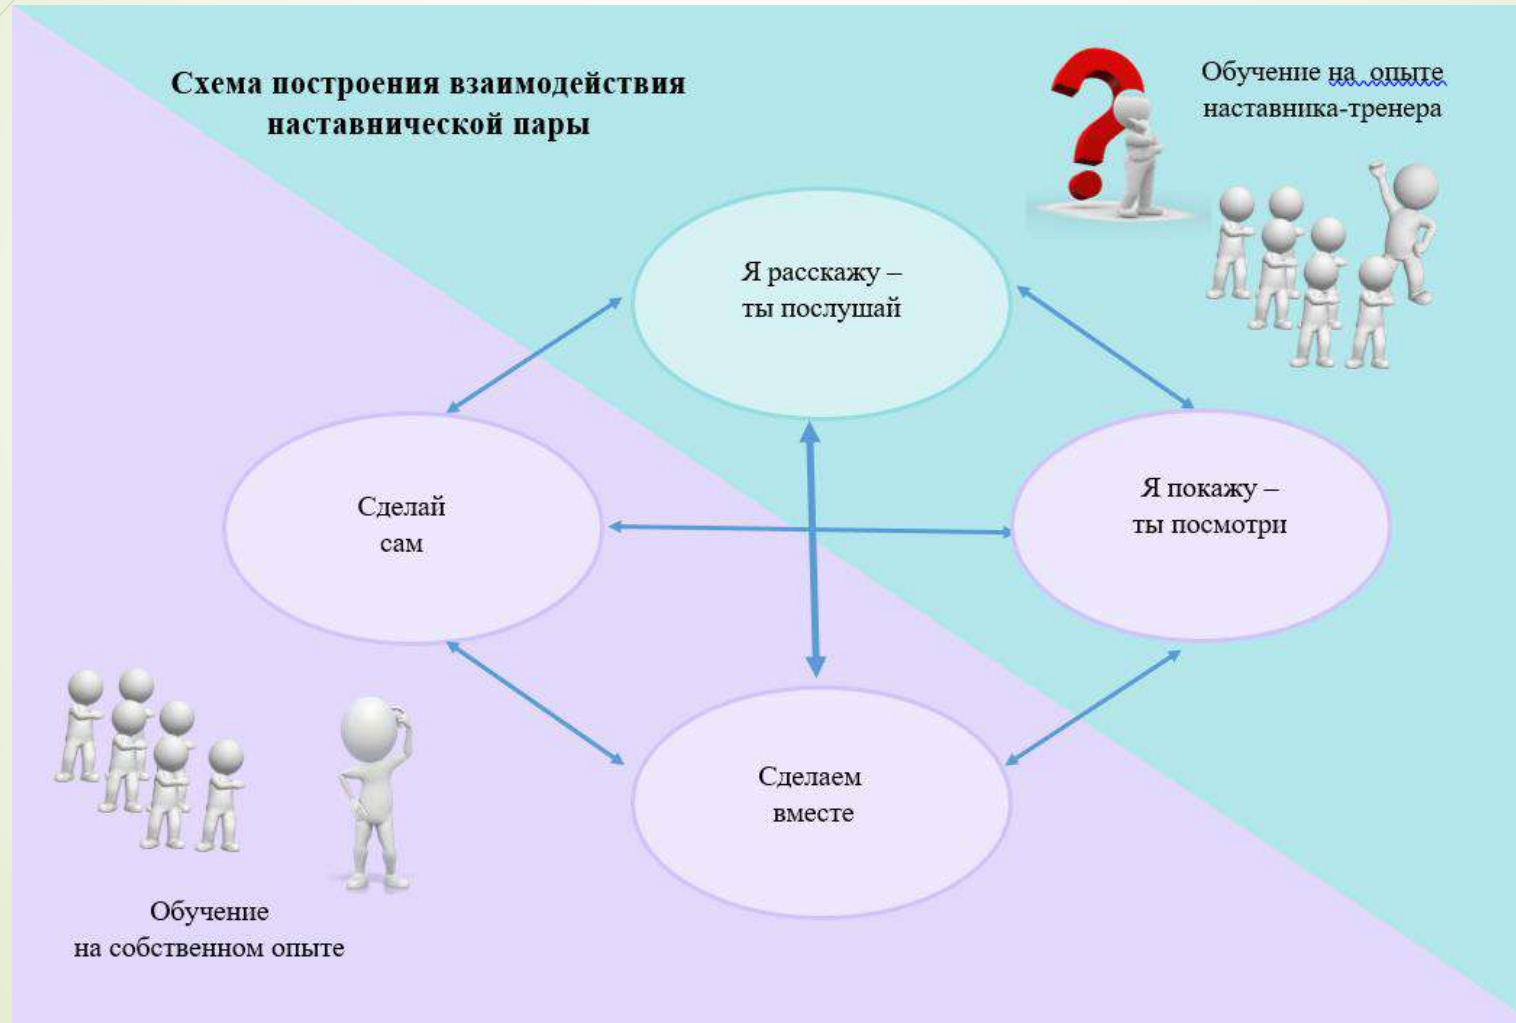 Схема построения взаимодействия
наставнической пары
Обучение на опыте
наставника-тренера
Я расскажу –
ты послушай
Сделай
сам
Я покажу –
ты посмотри
Сделаем
вместе
Обучение
на собственном опыте